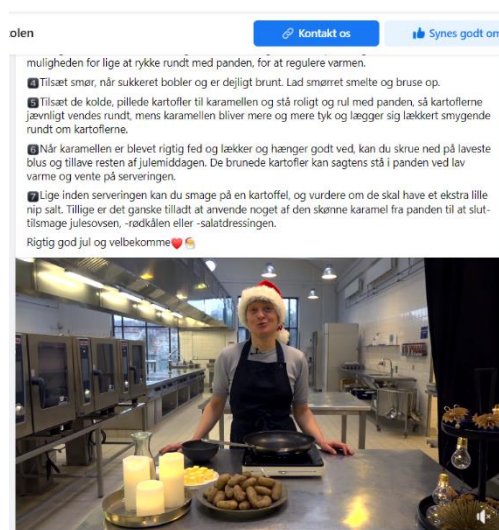 olen
Kontakt os
Synes godt om
muligheden for lige at rykke rundt med panden, for at regulere varmen.
4 Tilsæt smør, når sukkeret bobler og er dejligt brunt. Lad smørret smelte og bruse op.
5 Tilsæt de kolde, pillede kartofler til karamellen og stå roligt og rul med panden, så kartoflerne
jævnligt vendes rundt, mens karamellen bliver mere og mere tyk og lægger sig lækkert smygende
rundt om kartoflerne.
6 Når karamellen er blevet rigtig fed og lækker og hænger godt ved, kan du skrue ned på laveste
blus og tillave resten af julemiddagen. De brunede kartofler kan sagtens stå i panden ved lav
varme og vente på serveringen.
7 Lige inden serveringen kan du smage på en kartoffel, og vurdere om de skal have et ekstra lille
nip salt. Tillige er det ganske tilladt at anvende noget af den skønne karamel fra panden til at slut-
tilsmage julesovsen, -rødkålen eller -salatdressingen.
Rigtig god jul og velbekomme